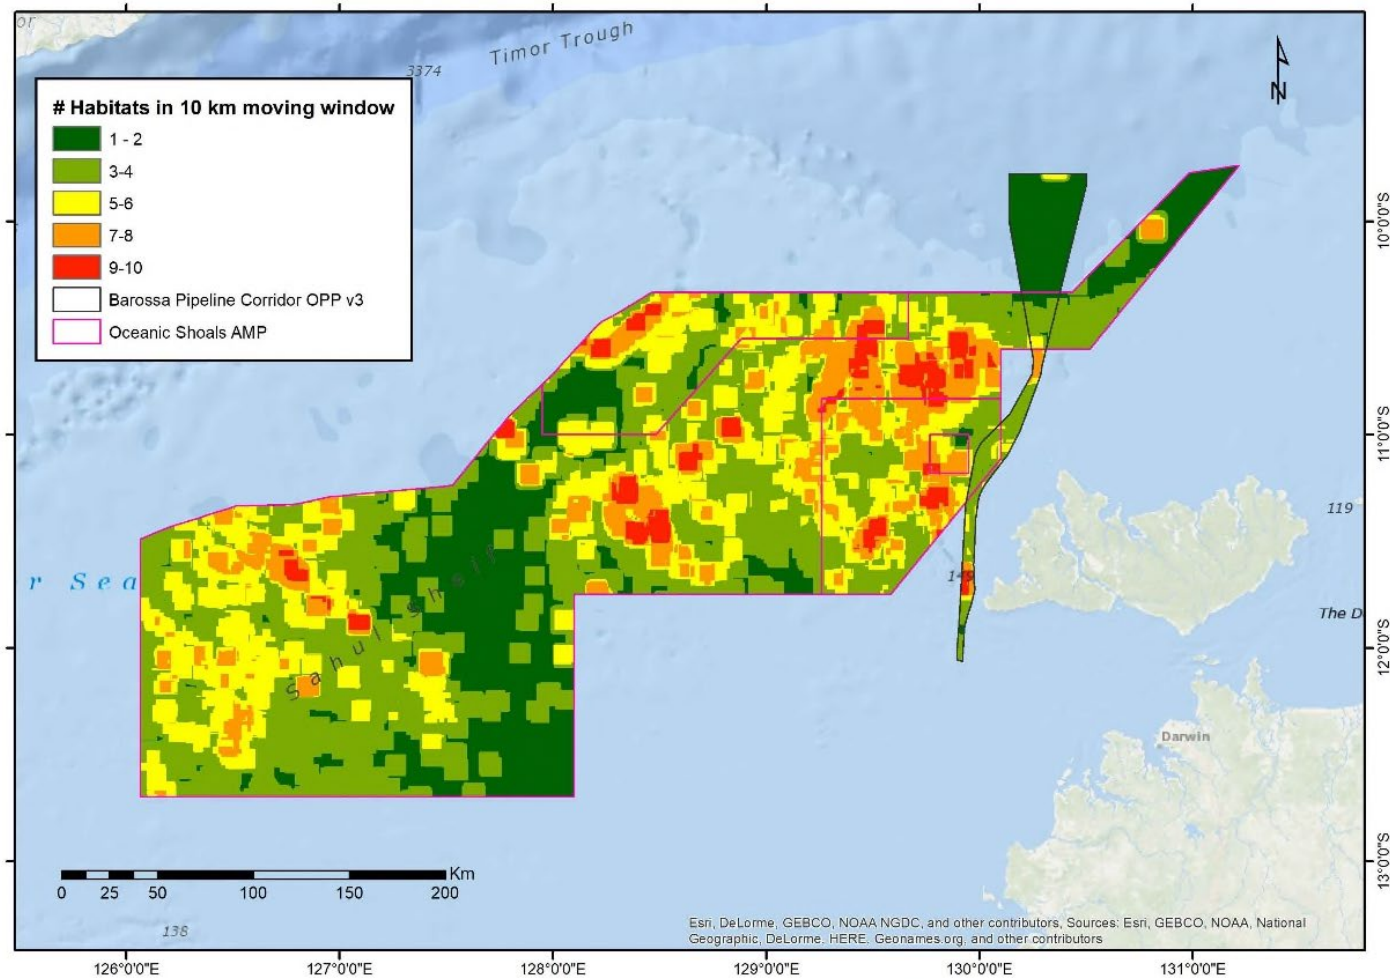 or
Timor Trough
3374
N
# Habitats in 10 km moving window
1 - 2
3-4
5-6
7-8
9-10
Barossa Pipeline Corridor OPP v3
Oceanic Shoals AMP
10°0'0"S
11°0'0"S
119
r Sea
Sahul Shelf
The D
12°0'0"S
Darwin
13°0'0"S
Km
0 25 50 100 150 200
138
Esri, DeLorme, GEBCO, NOAA NGDC, and other contributors, Sources: Esri, GEBCO, NOAA, National
Geographic, DeLorme, HERE, Geonames.org, and other contributors
126°0'0"E 127°0'0"E 128°0'0"E 129°0'0"E 130°0'0"E 131°0'0"E